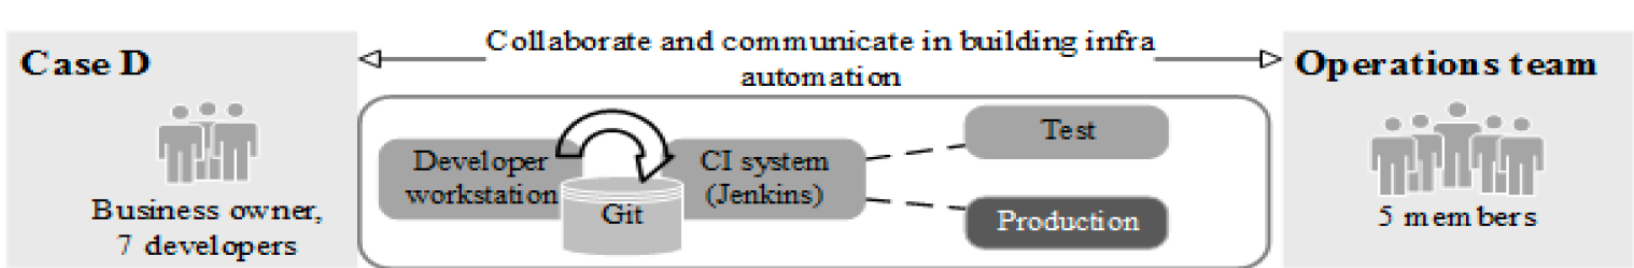 Case D
Business owner,
7 developers
Collaborate and communicate in building infra
automation
Developer
workstation
Git
CI system
(Jenkins)
Test
Production
Operations team
5 members